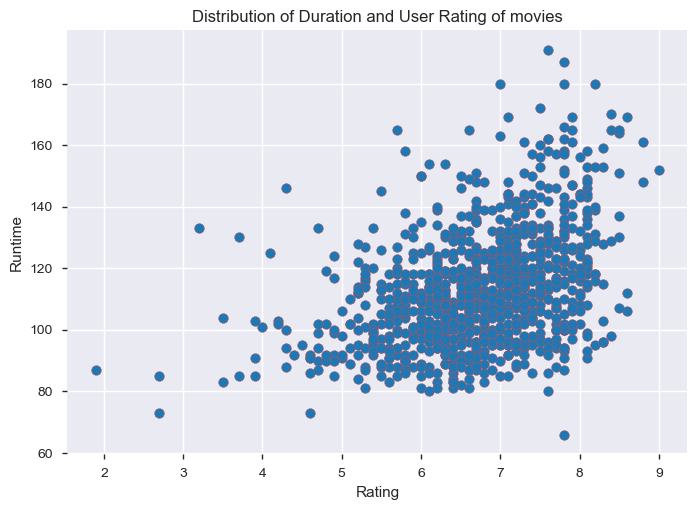 Distribution of Duration and User Rating of movies
180
160
140
120
100
80
60
Runtime
2 3 4 5 6 7 8 9
Rating